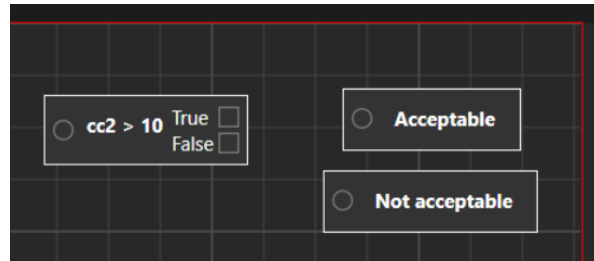 cc2 > 10
True
False
Acceptable
Not acceptable